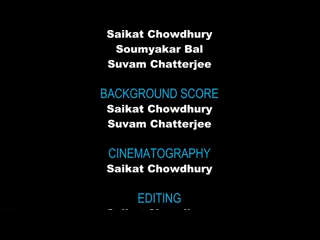 Saikat Chowdhury
Soumyakar Bal
Suvam Chatterjee
BACKGROUND SCORE
Saikat Chowdhury
Suvam Chatterjee
CINEMATOGRAPHY
Saikat Chowdhury
EDITING